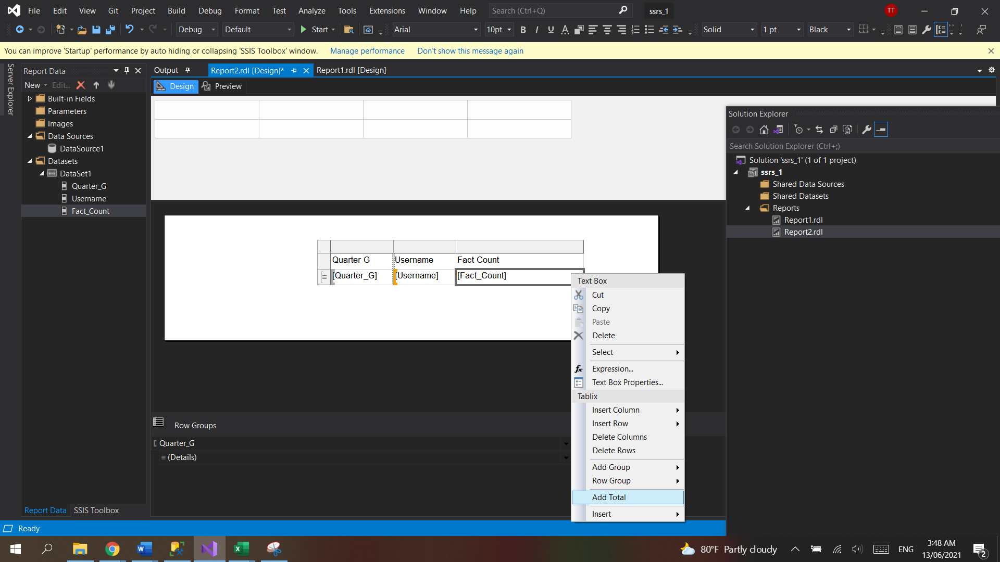 File Edit View Git Project Build Debug Format Test Analyze Tools Extensions Window Help Search (Ctrl+Q) ssrs_1 TT
Debug Default Start Arial 10pt B I U A Solid 1 pt Black
You can improve 'Startup' performance by auto hiding or collapsing 'SSIS Toolbox' window. Manage performance Don't show this message again
Server Explorer
Report Data
New Edit...
Built-in Fields
Parameters
Images
Data Sources
DataSource1
Datasets
DataSet1
Quarter_G
Username
Fact_Count
Report Data SSIS Toolbox
Output Report2.rdl [Design]* Report1.rdl [Design]
Design Preview
Quarter G Username Fact Count
[Quarter_G] [Username] [Fact_Count]
Row Groups
Quarter_G
(Details)
Text Box
Cut
Copy
Paste
Delete
Select
fx Expression...
Text Box Properties...
Tablix
Insert Column
Insert Row
Delete Columns
Delete Rows
Add Group
Row Group
Add Total
Insert
Solution Explorer
Search Solution Explorer (Ctrl+;)
Solution 'ssrs_1' (1 of 1 project)
ssrs_1
Shared Data Sources
Shared Datasets
Reports
Report1.rdl
Report2.rdl
Ready
80°F Partly cloudy ENG 3:48 AM
13/06/2021
2